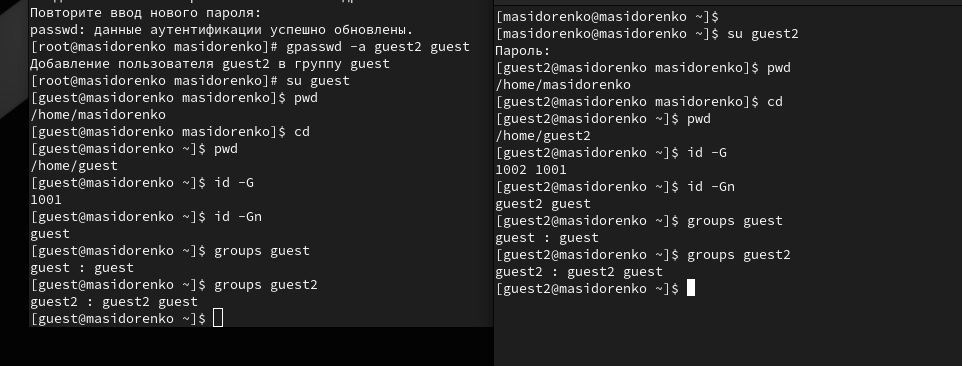 Повторите ввод нового пароля:
passwd: данные аутентификации успешно обновлены.
[root@masidorenko masidorenko]# gpasswd -a guest2 guest
Добавление пользователя guest2 в группу guest
[root@masidorenko masidorenko]# su guest
[guest@masidorenko masidorenko]$ pwd
/home/masidorenko
[guest@masidorenko masidorenko]$ cd
[guest@masidorenko ~]$ pwd
/home/guest
[guest@masidorenko ~]$ id -G
1001
[guest@masidorenko ~]$ id -Gn
guest
[guest@masidorenko ~]$ groups guest
guest : guest
[guest@masidorenko ~]$ groups guest2
guest2 : guest2 guest
[guest@masidorenko ~]$
[masidorenko@masidorenko ~]$
[masidorenko@masidorenko ~]$ su guest2
Пароль:
[guest2@masidorenko masidorenko]$ pwd
/home/masidorenko
[guest2@masidorenko masidorenko]$ cd
[guest2@masidorenko ~]$ pwd
/home/guest2
[guest2@masidorenko ~]$ id -G
1002 1001
[guest2@masidorenko ~]$ id -Gn
guest2 guest
[guest2@masidorenko ~]$ groups guest
guest : guest
[guest2@masidorenko ~]$ groups guest2
guest2 : guest2 guest
[guest2@masidorenko ~]$